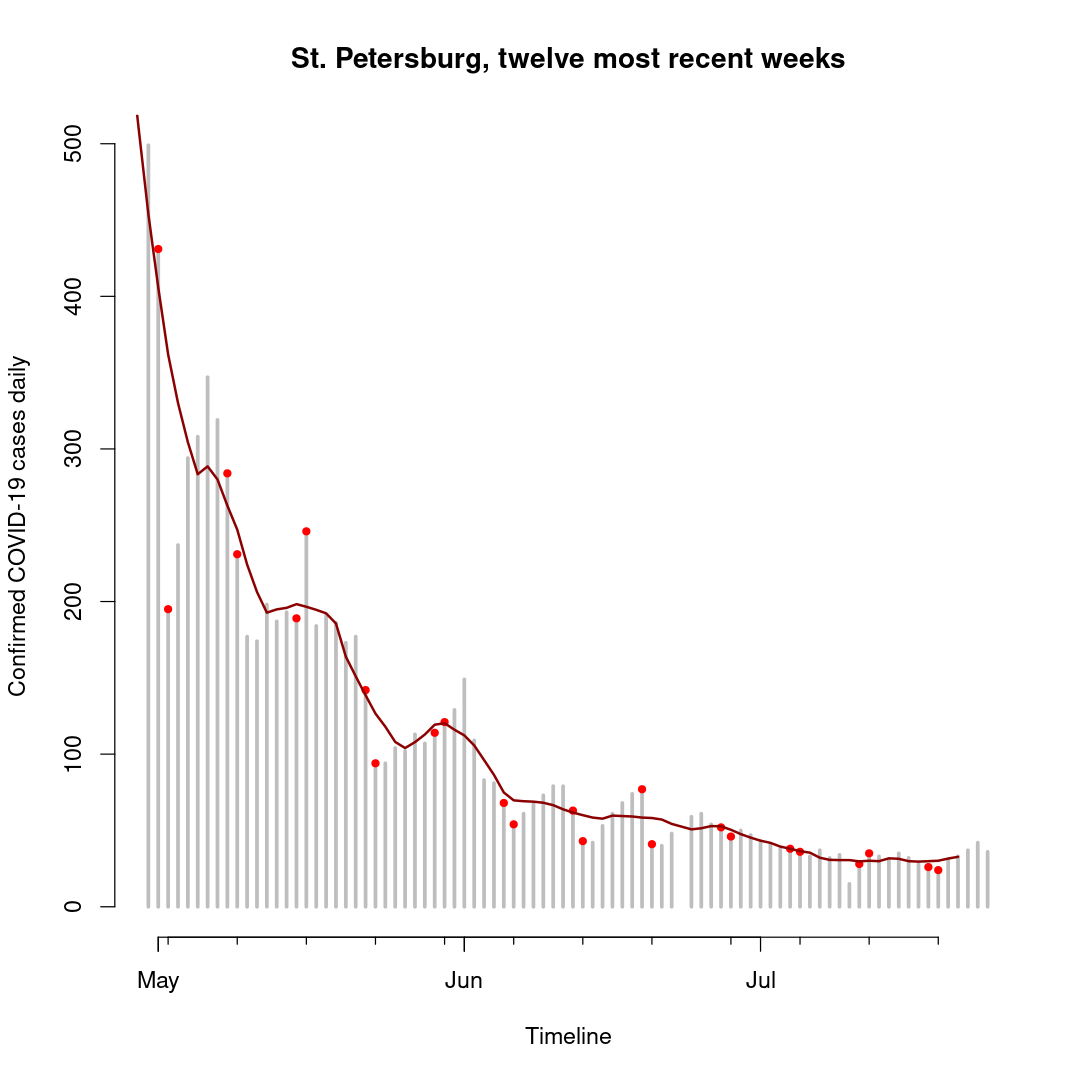 St. Petersburg, twelve most recent weeks
Confirmed COVID-19 cases daily
500
400
300
200
100
0
May
Jun
Jul
Timeline